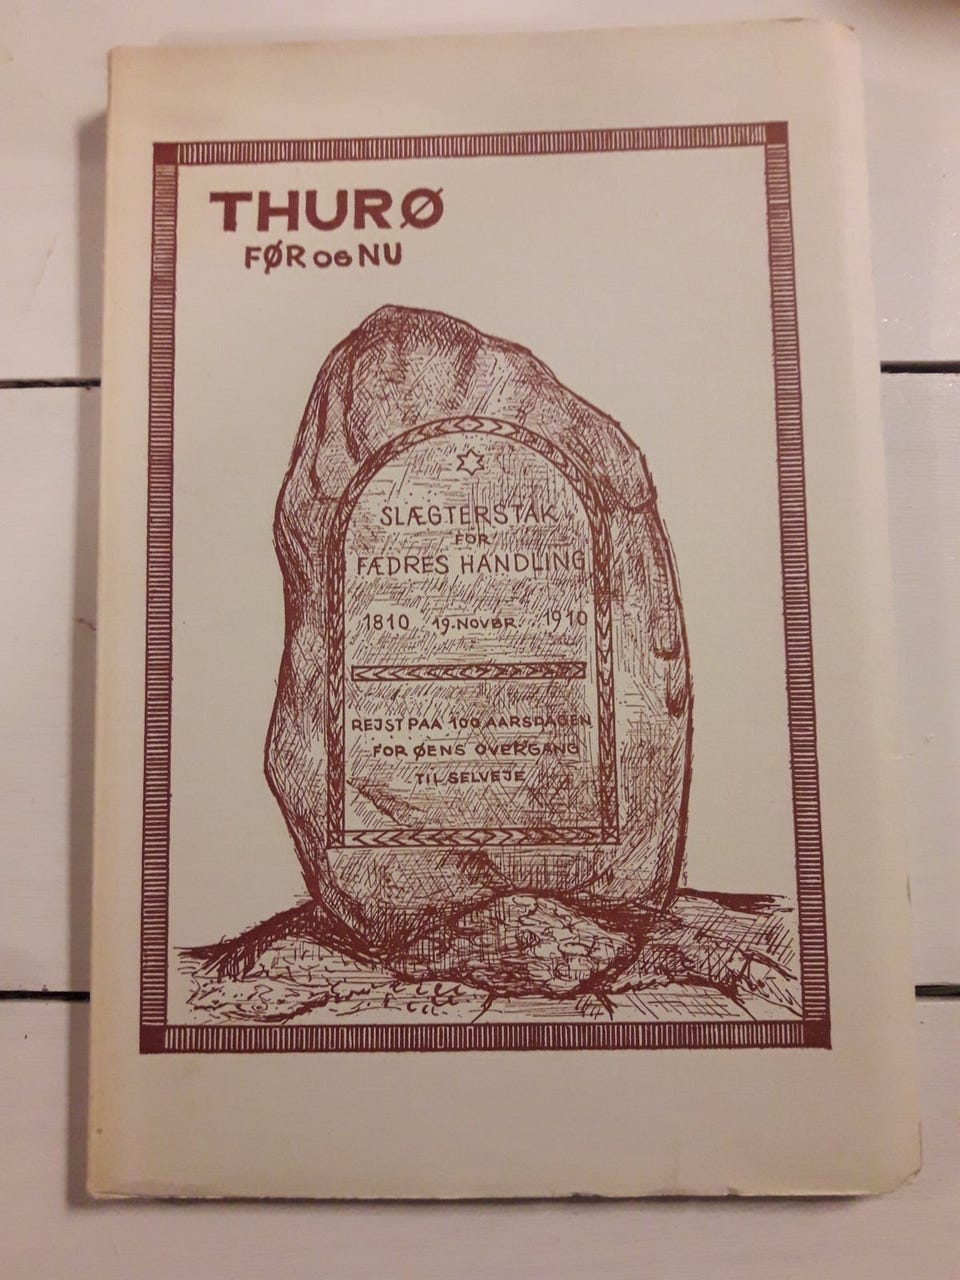 THURØ
FØR OG NU
SLÆGTERSTAK
FOR
FÆDRES HANDLING
1810 19. NOVBR. 1910
REJST PAA 100 AARSDAGEN
FOR ØENS OVERGANG
TIL SELVEJE